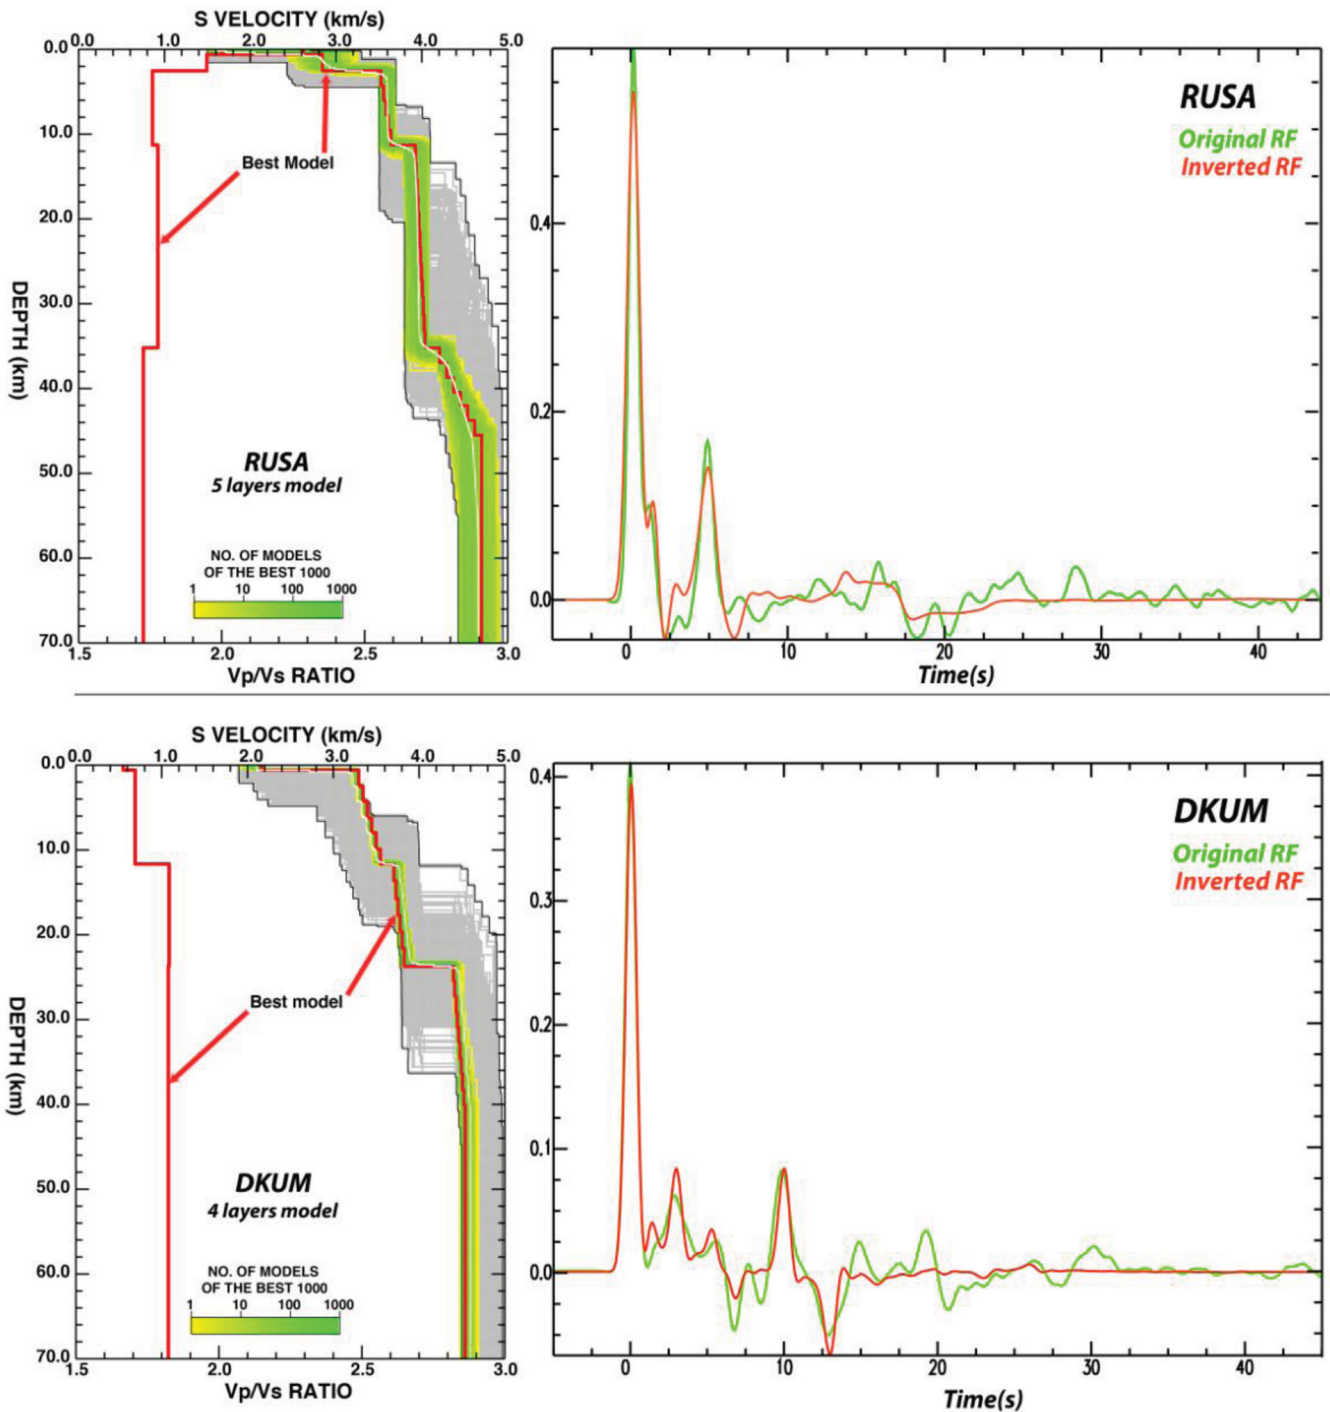 S VELOCITY (km/s)
0.0 1.0 2.0 3.0 4.0 5.0
0.0
10.0
20.0
30.0
40.0
50.0
60.0
70.0
DEPTH (km)
Best Model
RUSA
5 layers model
NO. OF MODELS
OF THE BEST 1000
1 10 100 1000
1.5 2.0 2.5 3.0
Vp/Vs RATIO
RUSA
Original RF
Inverted RF
0.4
0.2
0.0
0 10 20 30 40
Time(s)
S VELOCITY (km/s)
0.0 1.0 2.0 3.0 4.0 5.0
0.0
10.0
20.0
30.0
40.0
50.0
60.0
70.0
DEPTH (km)
Best model
DKUM
4 layers model
NO. OF MODELS
OF THE BEST 1000
1 10 100 1000
1.5 2.0 2.5 3.0
Vp/Vs RATIO
DKUM
Original RF
Inverted RF
0.4
0.3
0.2
0.1
0.0
0 10 20 30 40
Time(s)